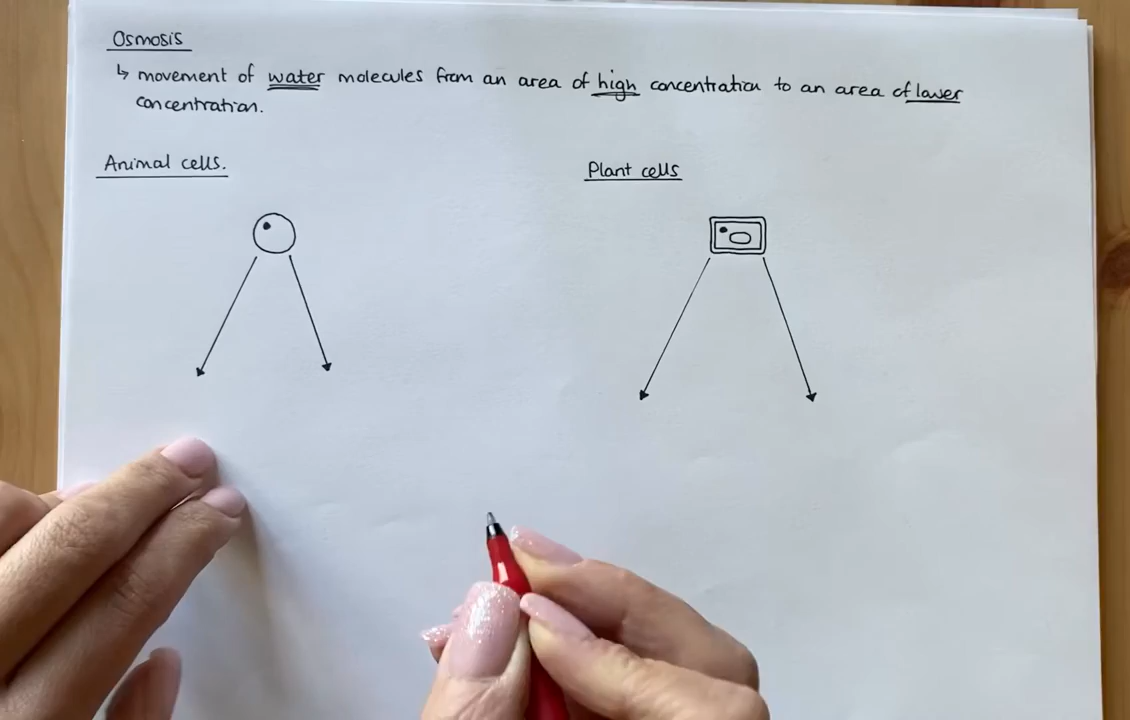 Osmosis
↳ movement of water molecules from an area of high concentration to an area of lower
concentration.
Animal cells.
Plant cells